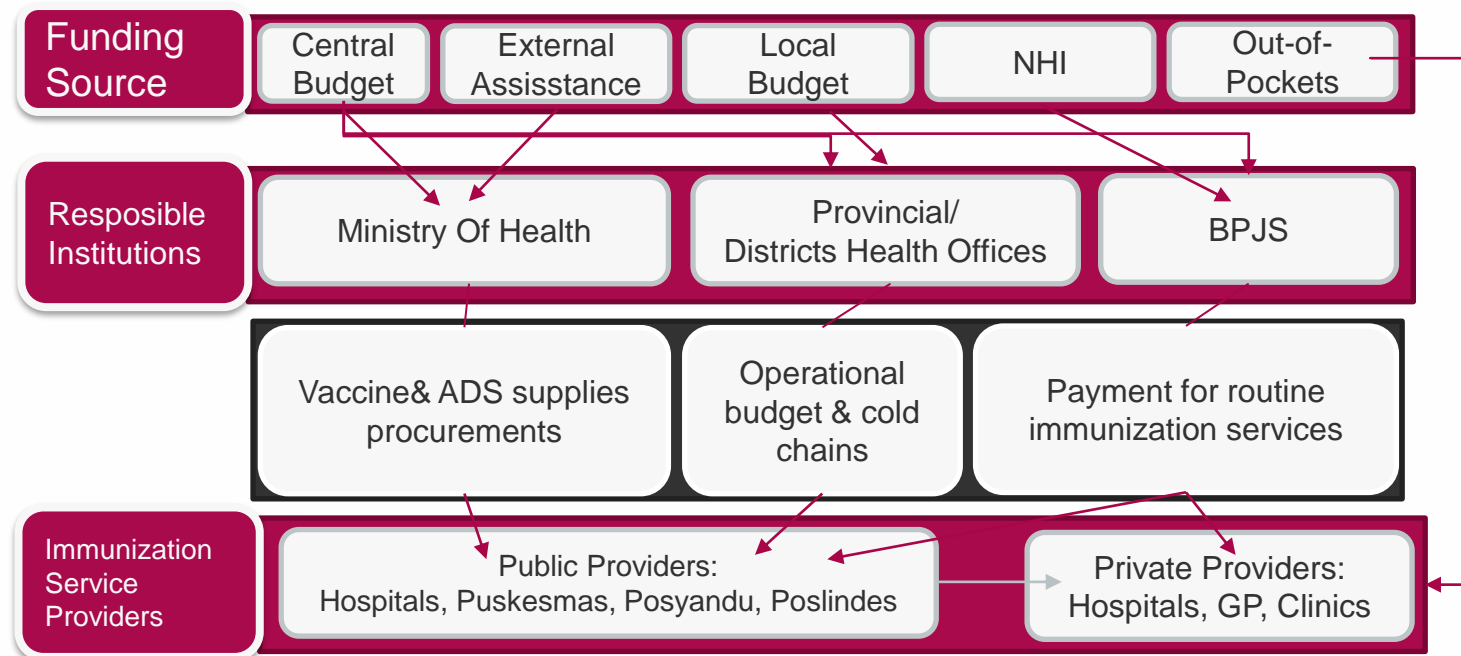 Funding
Source
Central
Budget
External
Assisstance
Local
Budget
NHI
Out-of-
Pockets
Resposible
Institutions
Ministry Of Health
Provincial/
Districts Health Offices
BPJS
Vaccine& ADS supplies
procurements
Operational
budget & cold
chains
Payment for routine
immunization services
Immunization
Service
Providers
Public Providers:
Hospitals, Puskesmas, Posyandu, Poslindes
Private Providers:
Hospitals, GP, Clinics